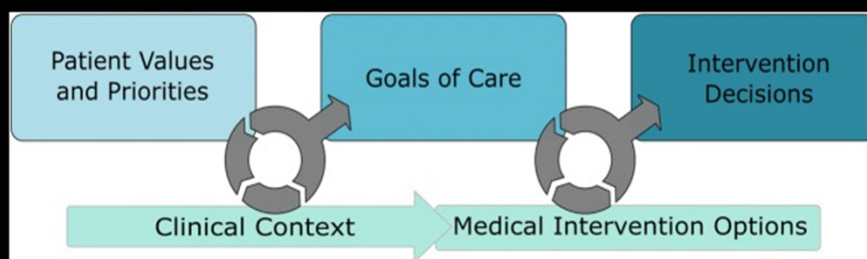 Patient Values
and Priorities
Goals of Care
Intervention
Decisions
Clinical Context
Medical Intervention Options